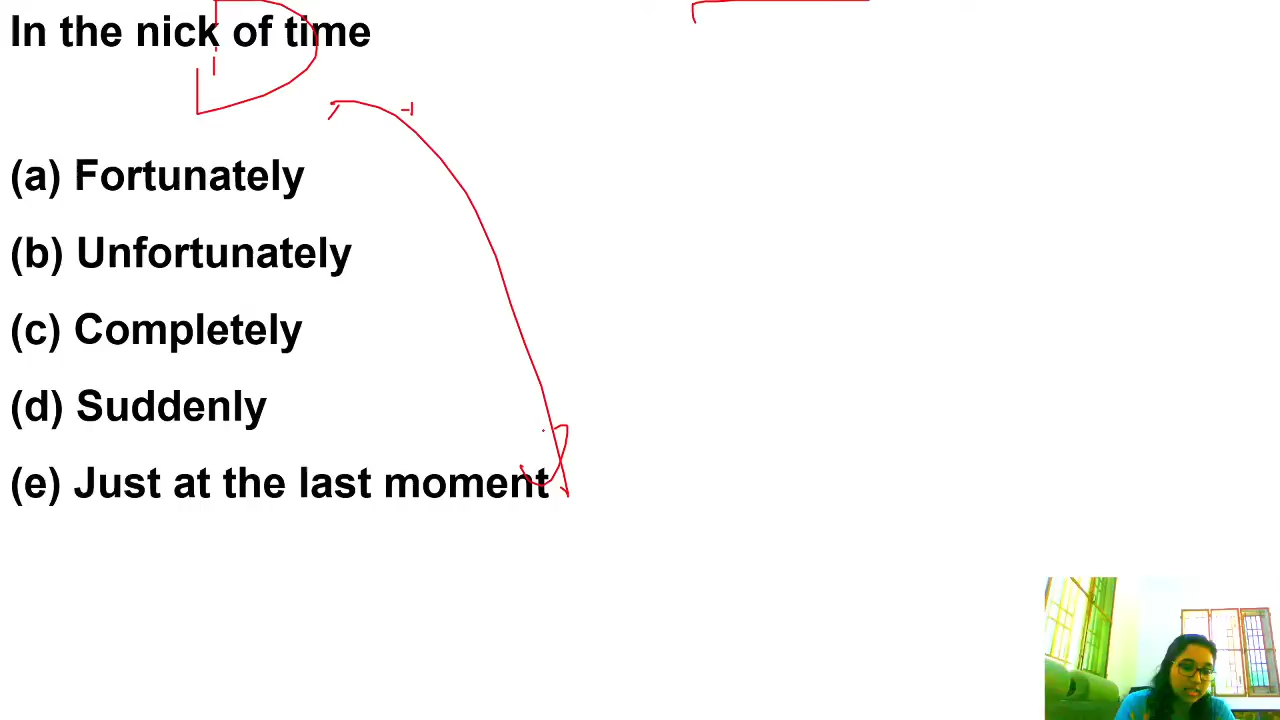 In the nick of time
(a) Fortunately
(b) Unfortunately
(c) Completely
(d) Suddenly
(e) Just at the last moment